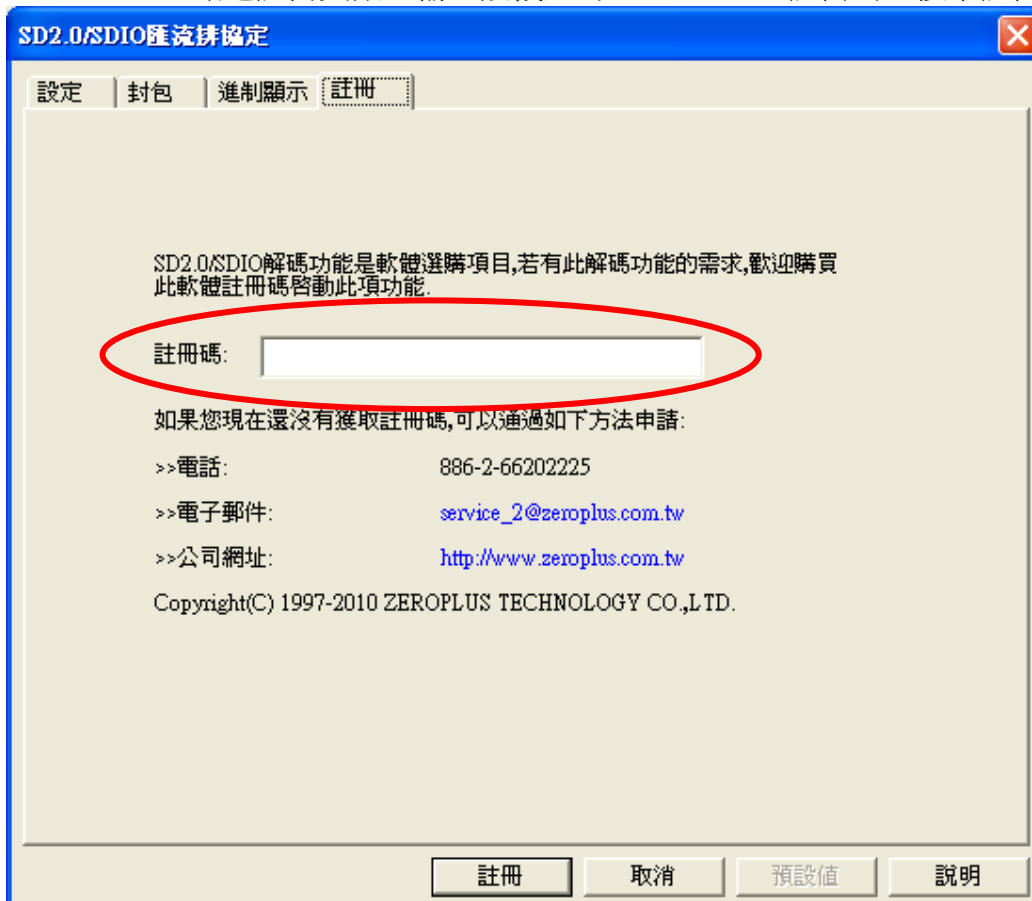 SD2.0/SDIO匯流排協定
設定 封包 進制顯示 註冊
SD2.0/SDIO解碼功能是軟體選購項目,若有此解碼功能的需求,歡迎購買
此軟體註冊碼啓動此項功能.
註冊碼:
如果您現在還沒有獲取註冊碼,可以通過如下方法申請:
>>電話: 886-2-66202225
>>電子郵件: service_2@zeroplus.com.tw
>>公司網址: http://www.zeroplus.com.tw
Copyright(C) 1997-2010 ZEROPLUS TECHNOLOGY CO.,LTD.
註冊 取消 預設值 說明